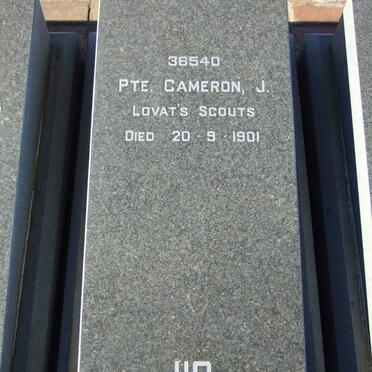 36540
PTE. CAMERON, J.
LOVAT'S SCOUTS
DIED 20 - 9 - 1901